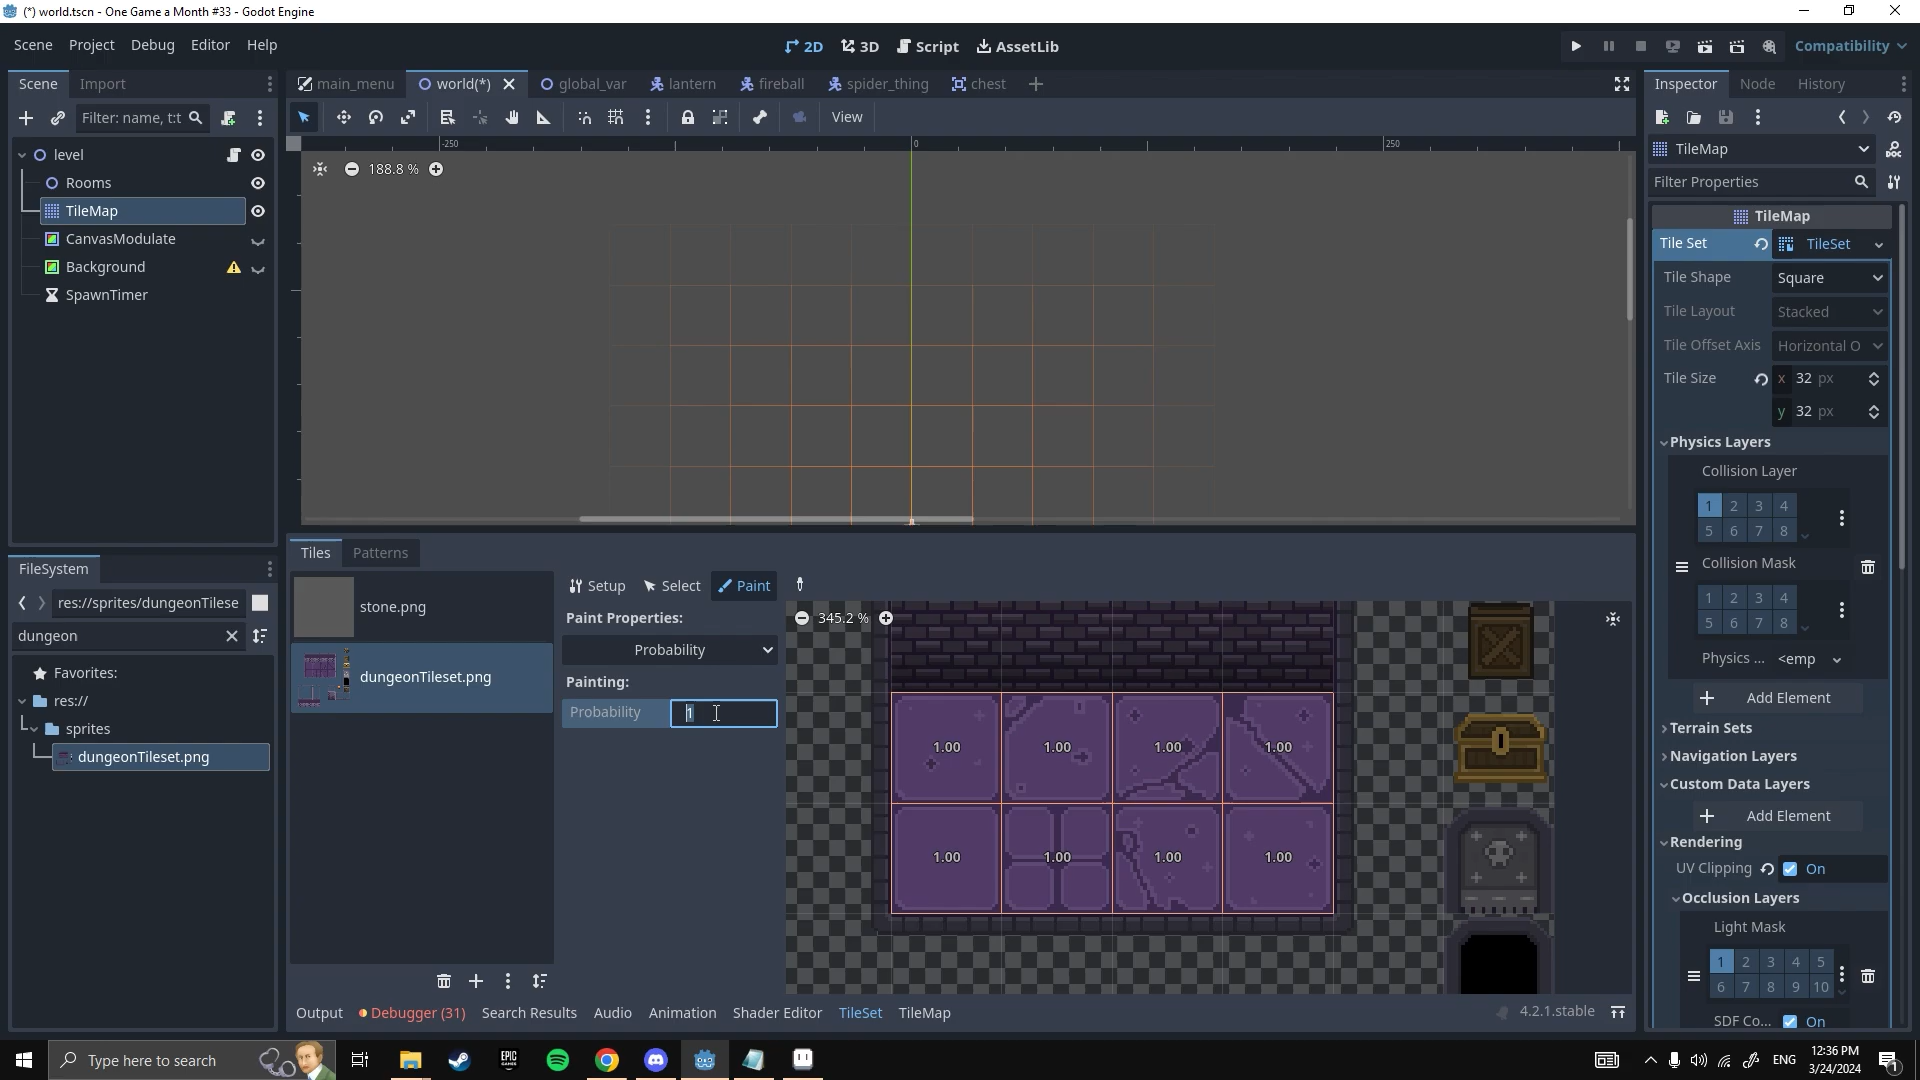 (*) world.tscn - One Game a Month #33 - Godot Engine
Scene Project Debug Editor Help
2D 3D Script AssetLib
Compatibility
Scene Import
main_menu world(*) global_var lantern fireball spider_thing chest
Inspector Node History
Filter: name, t:t
View
-250 0 250
188.8 %
level
Rooms
TileMap
CanvasModulate
Background
SpawnTimer
TileMap
Filter Properties
TileMap
Tile Set TileSet
Tile Shape Square
Tile Layout Stacked
Tile Offset Axis Horizontal O
Tile Size x 32 px
y 32 px
Physics Layers
Collision Layer
1 2 3 4
5 6 7 8
Collision Mask
1 2 3 4
5 6 7 8
Physics ... <emp
Add Element
Terrain Sets
Navigation Layers
Custom Data Layers
Add Element
Rendering
UV Clipping On
Occlusion Layers
Light Mask
1 2 3 4 5
6 7 8 9 10
SDF Co... On
FileSystem
res://sprites/dungeonTilese
dungeon
Favorites:
res://
sprites
dungeonTileset.png
Tiles Patterns
stone.png
dungeonTileset.png
Setup Select Paint
Paint Properties:
Probability
Painting:
Probability 1
345.2 %
1.00 1.00 1.00 1.00
1.00 1.00 1.00 1.00
Output Debugger (31) Search Results Audio Animation Shader Editor TileSet TileMap
4.2.1.stable
Type here to search
EPIC GAMES
ENG
12:36 PM
3/24/2024
1